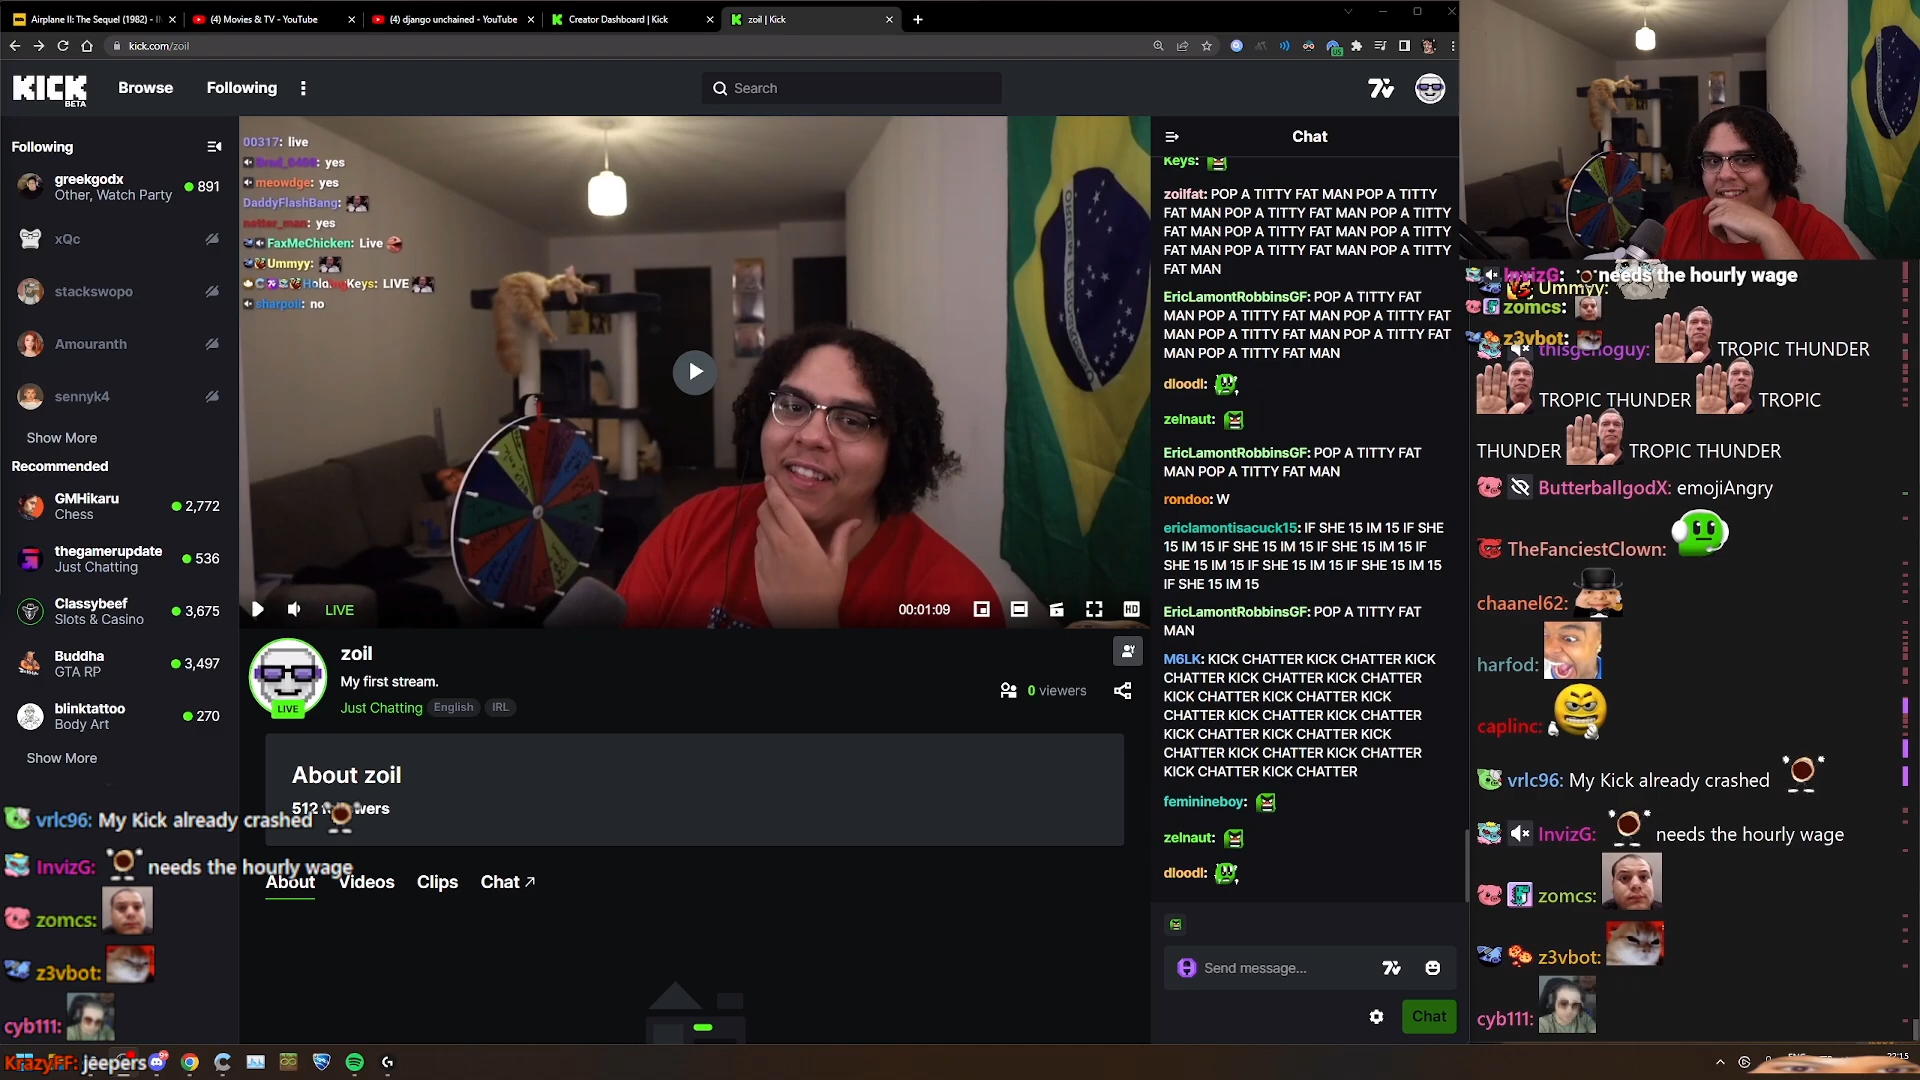 Airplane II: The Sequel (1982) - I
(4) Movies & TV - YouTube
(4) django unchained - YouTube
Creator Dashboard | Kick
zoil | Kick
kick.com/zoil
KICK
BETA
Browse
Following
Search
Following
greekgodx
Other, Watch Party
891
xQc
stackswopo
Amouranth
sennyk4
Show More
Recommended
GMHikaru
Chess
2,772
thegamerupdate
Just Chatting
536
Classybeef
Slots & Casino
3,675
Buddha
GTA RP
3,497
blinktattoo
Body Art
270
Show More
00317: live
yes
meowdge: yes
DaddyFlashBang:
netter_man: yes
FaxMeChicken: Live
Ummyy:
HoldingKeys: LIVE
sharpoil: no
LIVE
00:01:09
HD
LIVE
zoil
My first stream.
Just Chatting
English
IRL
0 viewers
About zoil
512
About
Videos
Clips
Chat
Chat
Keys:
zoilfat: POP A TITTY FAT MAN POP A TITTY
FAT MAN POP A TITTY FAT MAN POP A TITTY
FAT MAN POP A TITTY FAT MAN POP A TITTY
FAT MAN POP A TITTY FAT MAN POP A TITTY
FAT MAN
EricLamontRobbinsGF: POP A TITTY FAT
MAN POP A TITTY FAT MAN POP A TITTY FAT
MAN POP A TITTY FAT MAN POP A TITTY FAT
MAN POP A TITTY FAT MAN
dloodl:
zelnaut:
EricLamontRobbinsGF: POP A TITTY FAT
MAN POP A TITTY FAT MAN
rondoo: W
ericlamontisacuck15: IF SHE 15 IM 15 IF SHE
15 IM 15 IF SHE 15 IM 15 IF SHE 15 IM 15 IF
SHE 15 IM 15 IF SHE 15 IM 15 IF SHE 15 IM 15
IF SHE 15 IM 15
EricLamontRobbinsGF: POP A TITTY FAT
MAN
M6LK: KICK CHATTER KICK CHATTER KICK
CHATTER KICK CHATTER KICK CHATTER
KICK CHATTER KICK CHATTER KICK
CHATTER KICK CHATTER KICK CHATTER
KICK CHATTER KICK CHATTER KICK
CHATTER KICK CHATTER KICK CHATTER
KICK CHATTER KICK CHATTER
feminineboy:
zelnaut:
dloodl:
Send message...
Chat
InvizG: needs the hourly wage
Ummyy:
zomcs:
z3vbot:
TROPIC THUNDER
TROPIC THUNDER TROPIC
THUNDER TROPIC THUNDER
ButterballgodX: emojiAngry
TheFanciestClown:
chaanel62:
harfod:
caplinc:
vrlc96: My Kick already crashed
InvizG: needs the hourly wage
zomcs:
z3vbot:
cyb111:
vrlc96: My Kick already crashed
InvizG: needs the hourly wage
zomcs:
z3vbot:
cyb111:
KrazyFF: jeepers
22:15